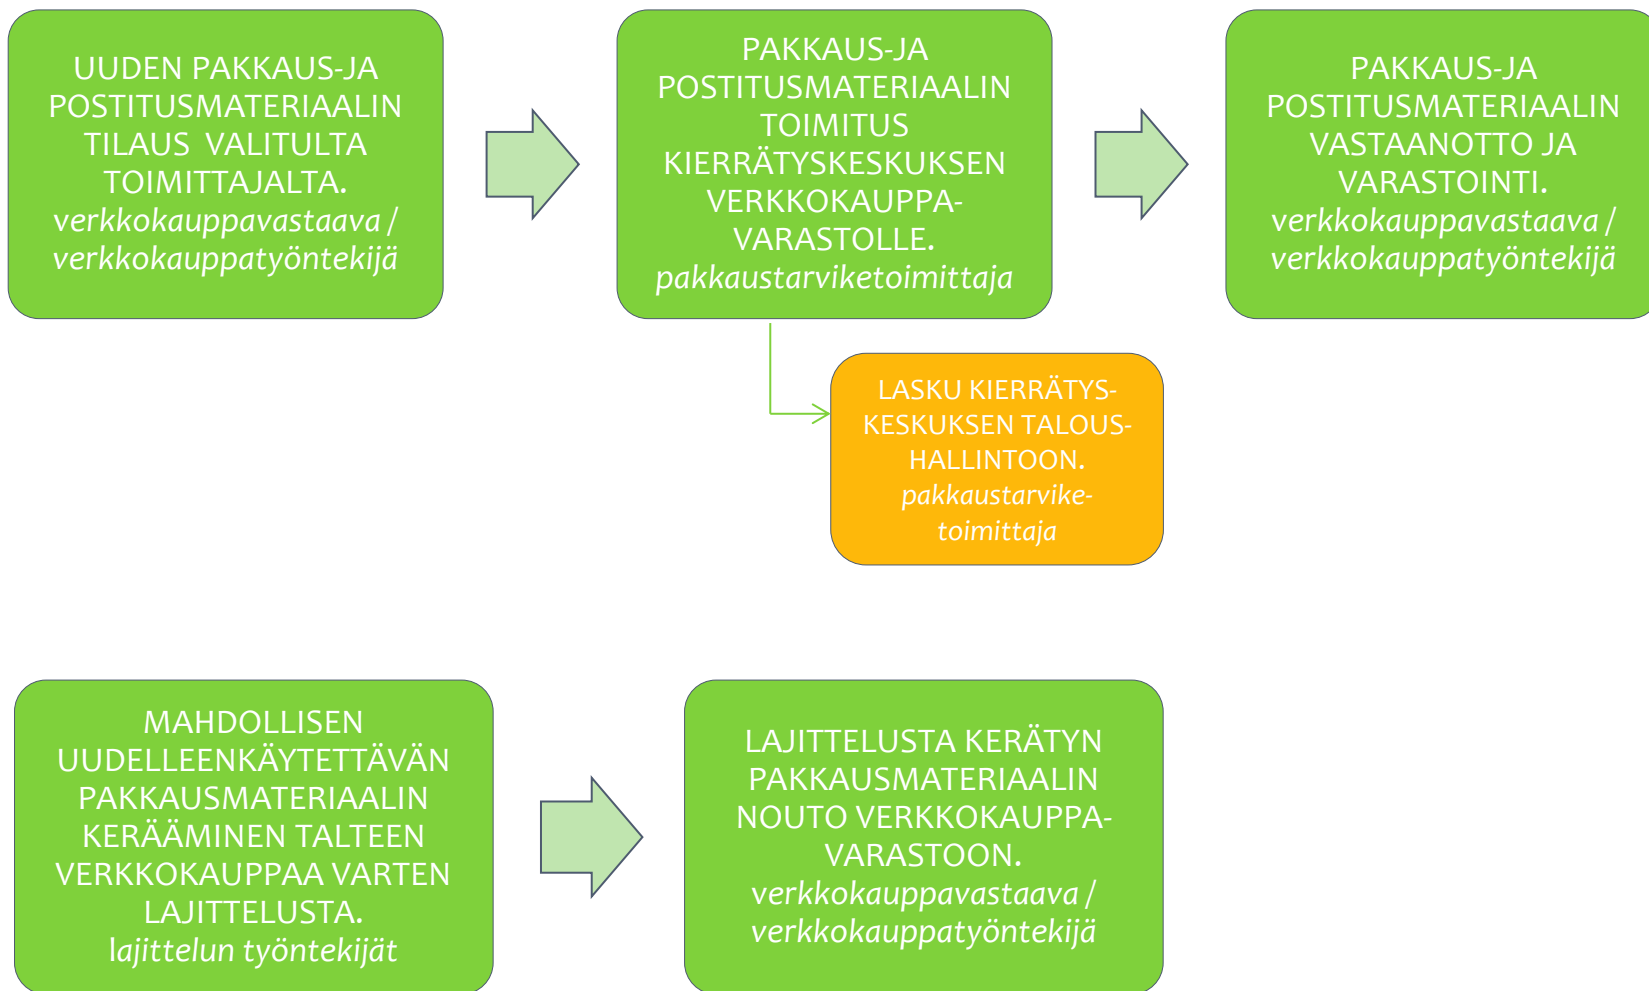 UUDEN PAKKAUS-JA
POSTITUSMATERIAALIN
TILAUS VALITULTA
TOIMITTAJALTA.
verkkokauppavastaava /
verkkokauppatyöntekijä
PAKKAUS-JA
POSTITUSMATERIAALIN
TOIMITUS
KIERRÄTYSKESKUKSEN
VERKKOKAUPPA-
VARASTOLLE.
pakkaustarviketoimittaja
PAKKAUS-JA
POSTITUSMATERIAALIN
VASTAANOTTO JA
VARASTOINTI.
verkkokauppavastaava /
verkkokauppatyöntekijä
LASKU KIERRÄTYS-
KESKUKSEN TALOUS-
HALLINTOON.
pakkaustarvike-
toimittaja
MAHDOLLISEN
UUDELLEENKÄYTETTÄVÄN
PAKKAUSMATERIAALIN
KERÄÄMINEN TALTEEN
VERKKOKAUPPAA VARTEN
LAJITTELUSTA.
lajittelun työntekijät
LAJITTELUSTA KERÄTYN
PAKKAUSMATERIAALIN
NOUTO VERKKOKAUPPA-
VARASTOON.
verkkokauppavastaava /
verkkokauppatyöntekijä